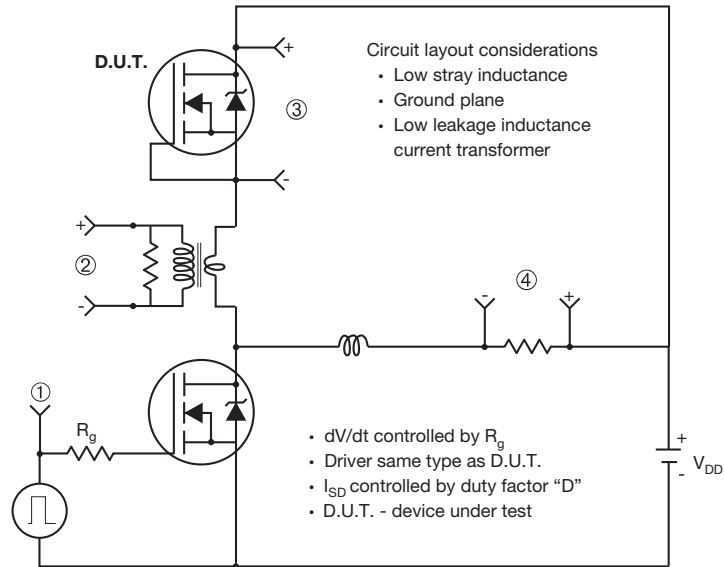 D.U.T.
+
③
-
Circuit layout considerations
• Low stray inductance
• Ground plane
• Low leakage inductance
current transformer
+
②
-
-
④
+
①
Rg
• dV/dt controlled by Rg
• Driver same type as D.U.T.
• ISD controlled by duty factor “D”
• D.U.T. - device under test
+
VDD
-